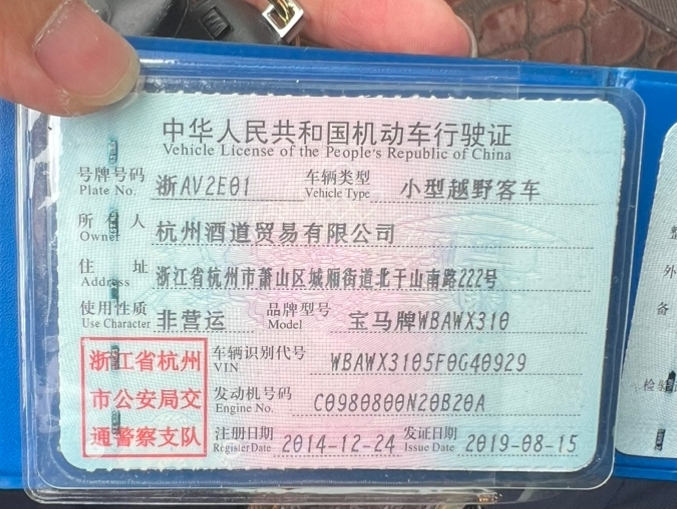 中华人民共和国机动车行驶证
Vehicle License of the People's Republic of China
号牌号码 浙AV2E01 车辆类型 小型越野客车
Plate No. Vehicle Type
所有人 杭州酒道贸易有限公司
Owner
住址 浙江省杭州市萧山区城厢街道北干山南路222号
Address
使用性质 非营运 品牌型号 宝马牌WBAWX310
Use Character Model
浙江省杭州
市公安局交
通警察支队
车辆识别代号 WBAWX3105F0G40929
VIN
发动机号码 C0980800N20B20A
Engine No.
注册日期 2014-12-24 发证日期 2019-08-15
Register Date Issue Date
整
外
备
检验